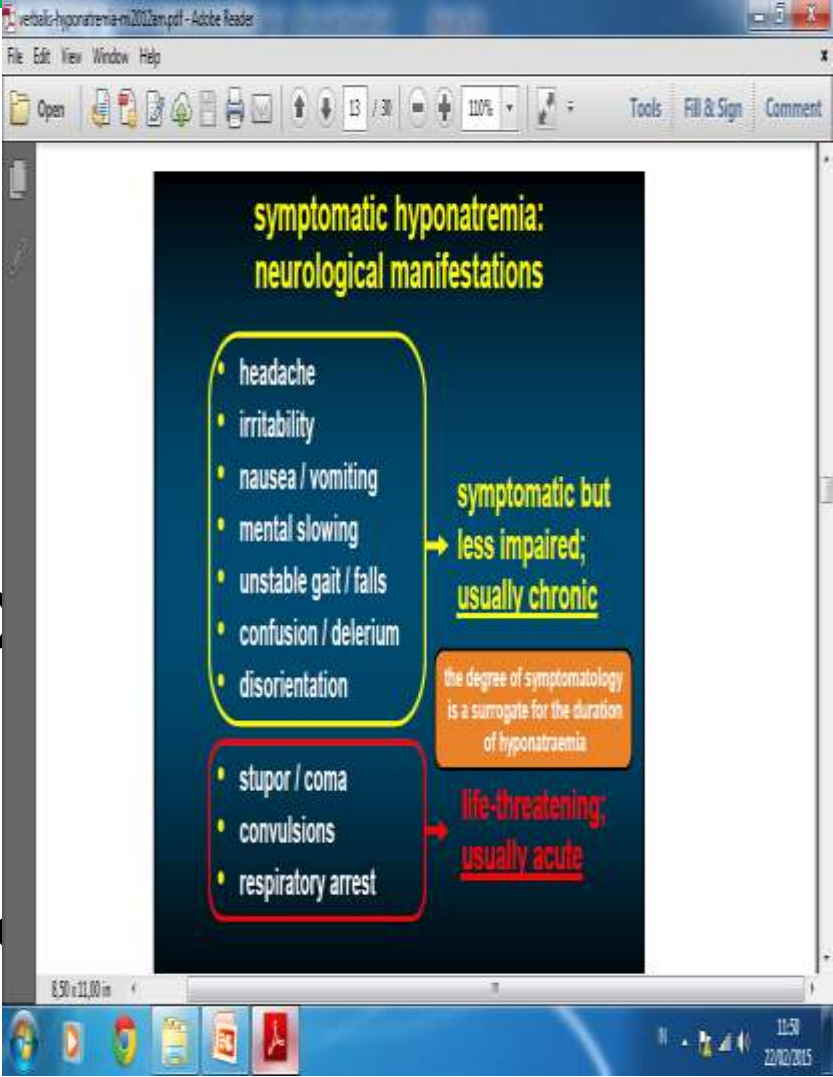 verbalis-hyponatremia-mi2012am.pdf - Adobe Reader
File Edit View Window Help
Open 13 / 30 110% Tools Fill & Sign Comment
symptomatic hyponatremia:
neurological manifestations
• headache
• irritability
• nausea / vomiting
• mental slowing
• unstable gait / falls
• confusion / delerium
• disorientation
symptomatic but
less impaired;
usually chronic
the degree of symptomatology
is a surrogate for the duration
of hyponatraemia
• stupor / coma
• convulsions
• respiratory arrest
life-threatening;
usually acute
8,50 x 11,00 in
IN
11:50
22/02/2015